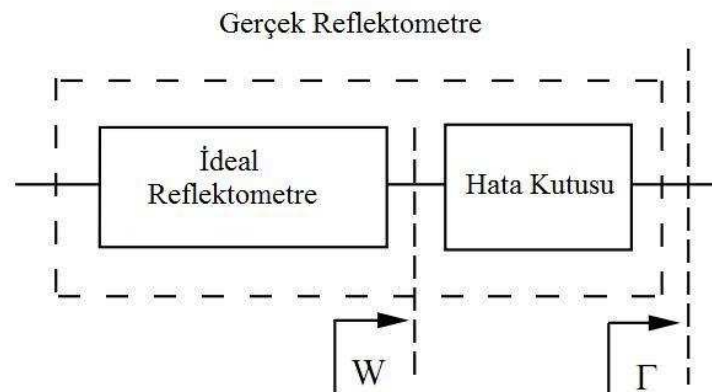 Gerçek Reflektometre
İdeal
Reflektometre
Hata Kutusu
W
Γ